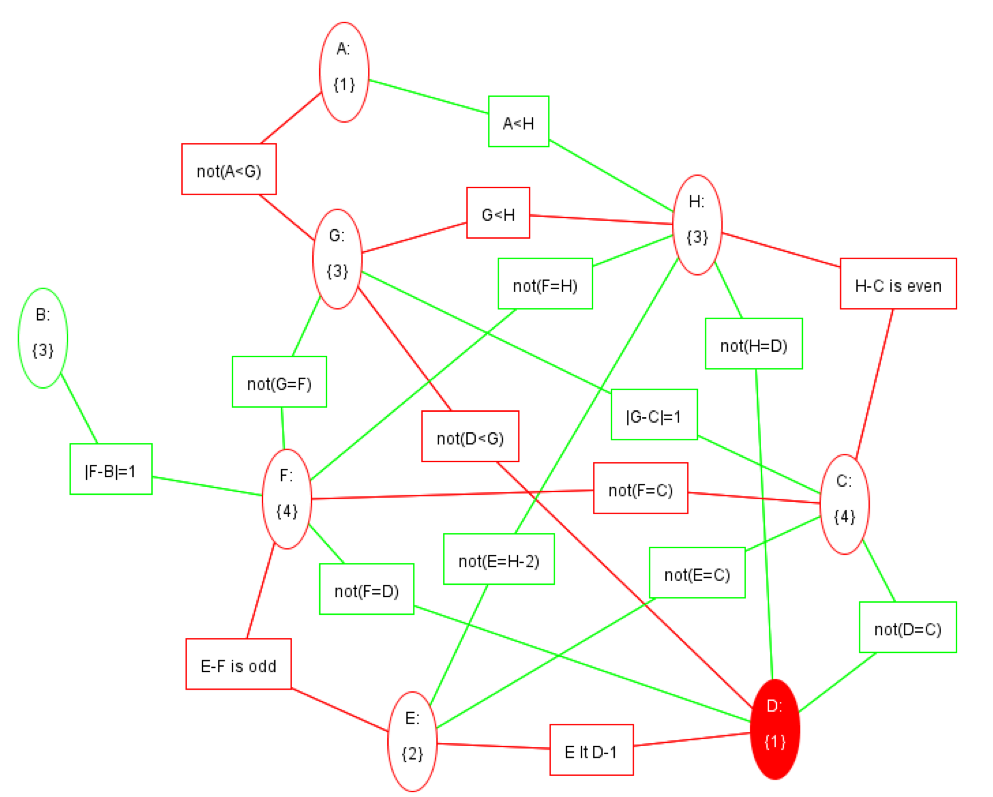 A:
{1}
A<H
not(A<G)
H:
{3}
G<H
G:
{3}
not(F=H)
H-C is even
B:
{3}
not(H=D)
not(G=F)
|G-C|=1
not(D<G)
|F-B|=1
F:
{4}
not(F=C)
C:
{4}
not(E=H-2)
not(E=C)
not(F=D)
not(D=C)
E-F is odd
E:
{2}
D:
{1}
E lt D-1